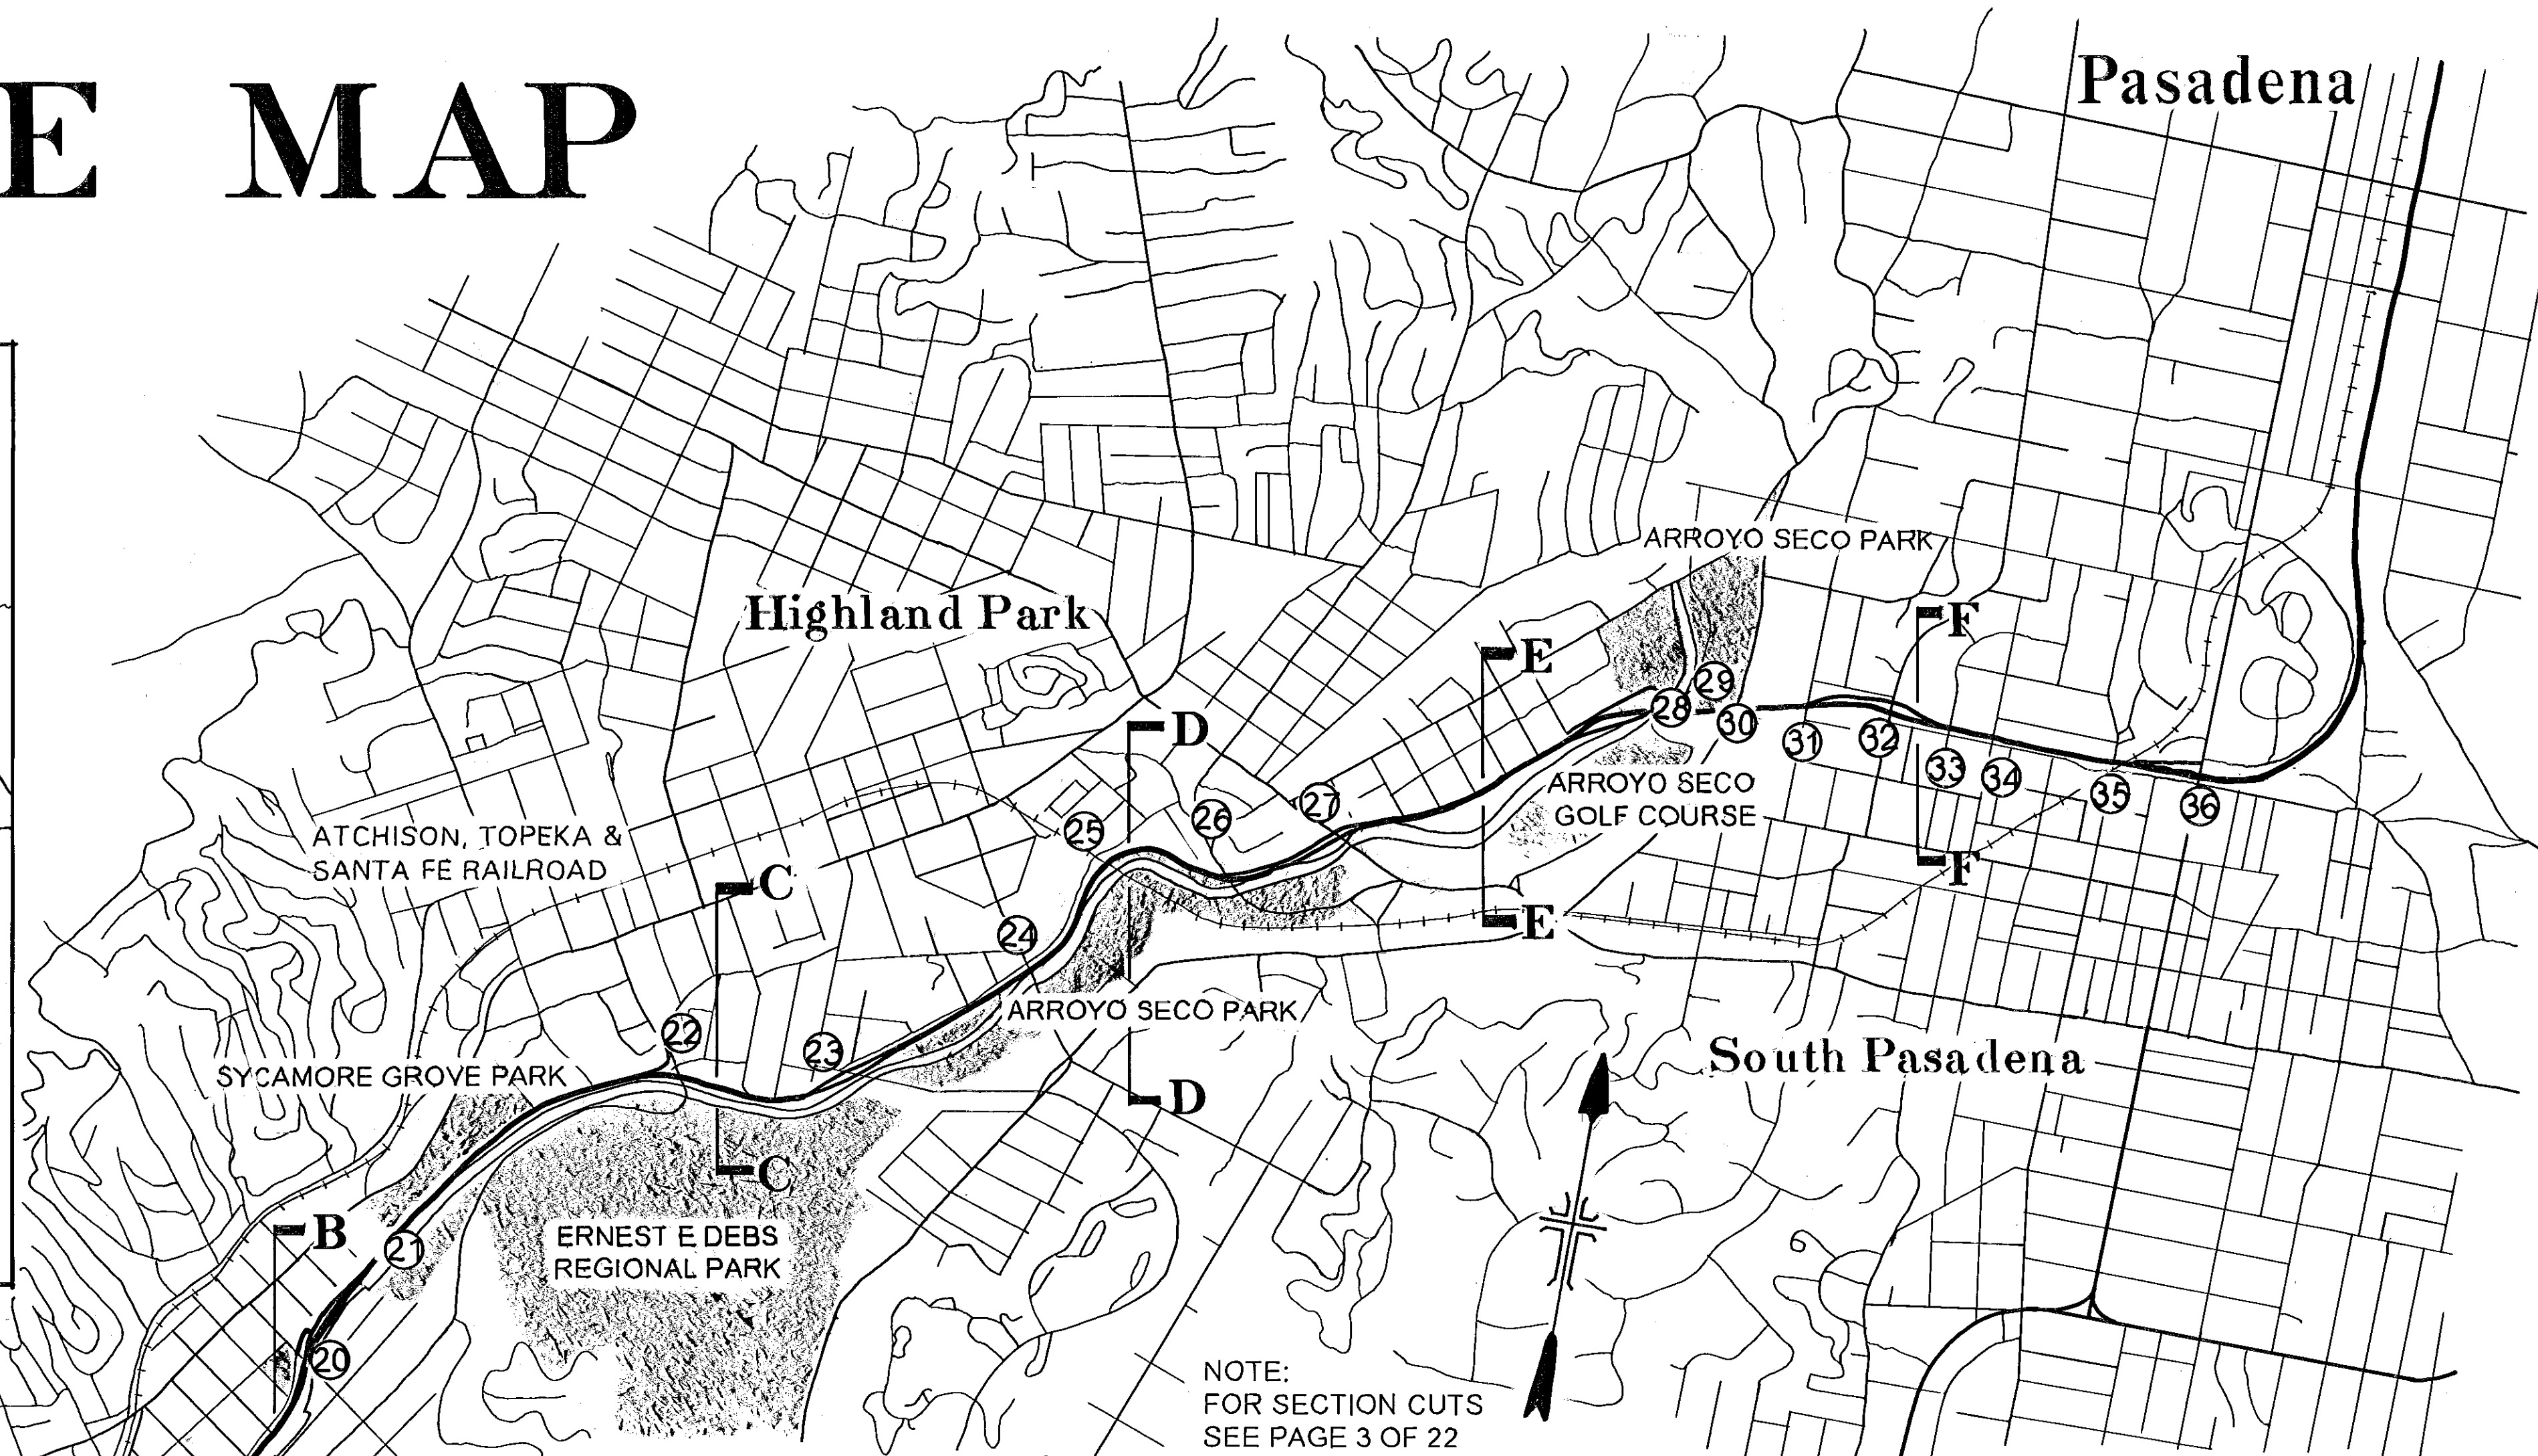 E MAP
Pasadena
ARROYO SECO PARK
Highland Park
F
E
D
29
28
30
31
32
33
34
35
36
ARROYO SECO
GOLF COURSE
27
26
25
ATCHISON, TOPEKA &
SANTA FE RAILROAD
C
F
E
24
ARROYO SECO PARK
22
23
South Pasadena
SYCAMORE GROVE PARK
D
C
B
21
ERNEST E DEBS
REGIONAL PARK
20
NOTE:
FOR SECTION CUTS
SEE PAGE 3 OF 22